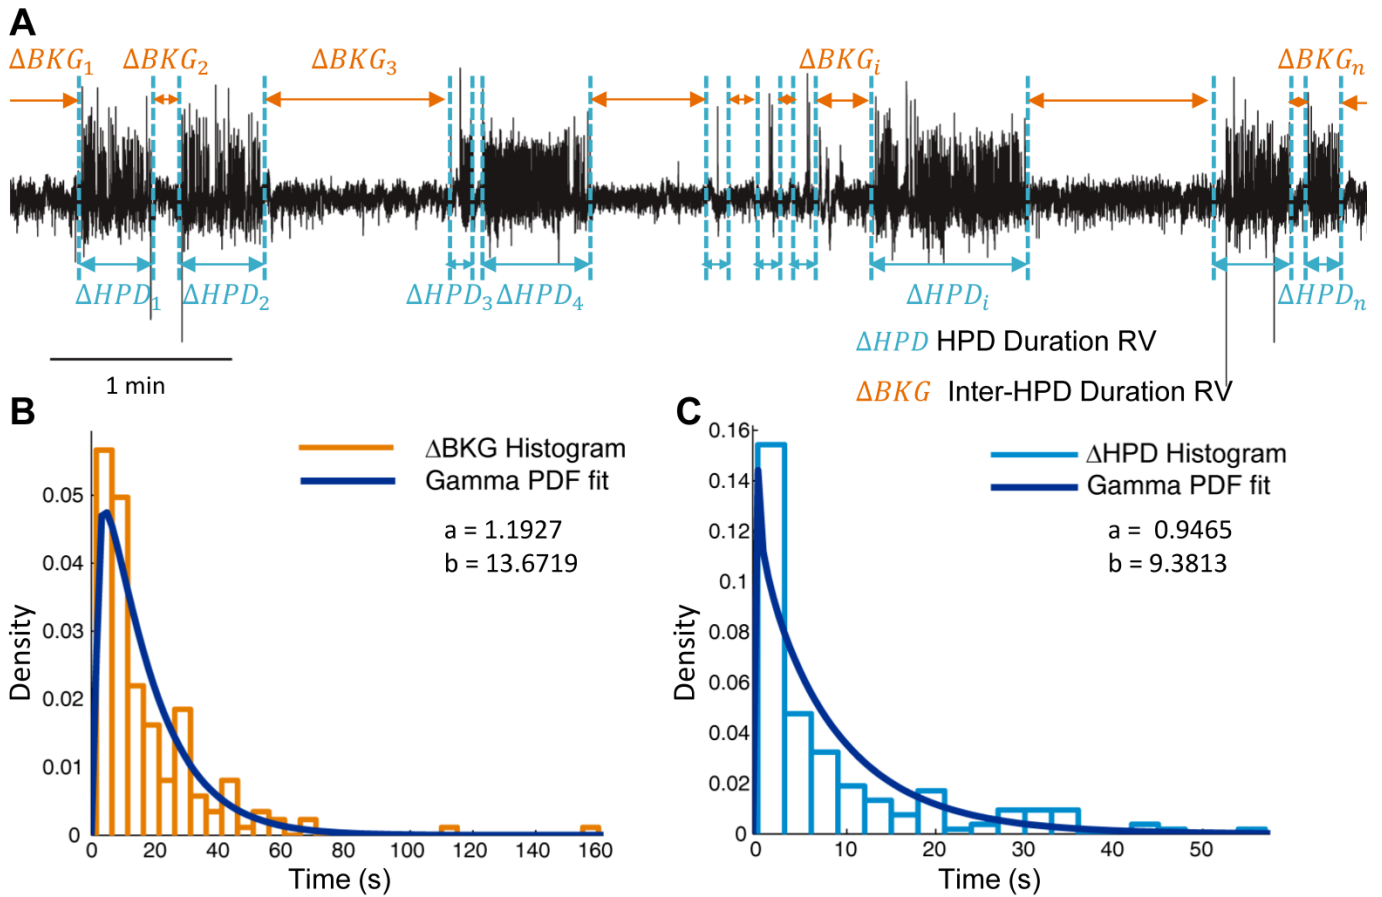 A
ΔBKG₁ ΔBKG₂ ΔBKG₃ ΔBKGᵢ ΔBKGₙ
ΔHPD₁ ΔHPD₂ ΔHPD₃ ΔHPD₄ ΔHPDᵢ ΔHPDₙ
ΔHPD HPD Duration RV
1 min
ΔBKG Inter-HPD Duration RV
B
ΔBKG Histogram
Gamma PDF fit
a = 1.1927
b = 13.6719
0.05
0.04
0.03
0.02
0.01
0
Density
0 20 40 60 80 100 120 140 160
Time (s)
C
ΔHPD Histogram
Gamma PDF fit
a = 0.9465
b = 9.3813
0.16
0.14
0.12
0.1
0.08
0.06
0.04
0.02
0
Density
0 10 20 30 40 50
Time (s)